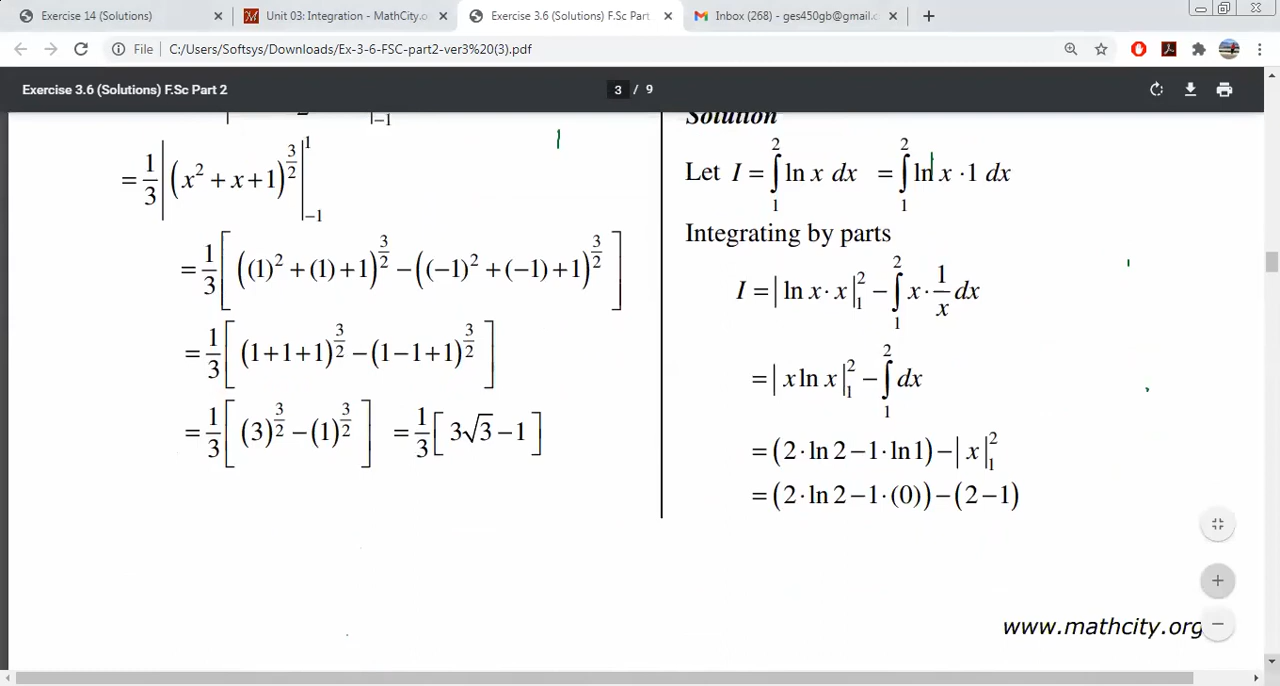 Exercise 14 (Solutions)
Unit 03: Integration - MathCity.o
Exercise 3.6 (Solutions) F.Sc Part
Inbox (268) - ges450gb@gmail.c
File C:/Users/Softsys/Downloads/Ex-3-6-FSC-part2-ver3%20(3).pdf
Exercise 3.6 (Solutions) F.Sc Part 2
3 / 9
= 1/3 |(x² + x + 1)^(3/2)|_{-1}^{1}
= 1/3 [((1)² + (1) + 1)^(3/2) − ((−1)² + (−1) + 1)^(3/2)]
= 1/3 [(1+1+1)^(3/2) − (1−1+1)^(3/2)]
= 1/3 [(3)^(3/2) − (1)^(3/2)] = 1/3 [3√3 − 1]
Solution
Let I = ∫₁² ln x dx = ∫₁² ln x · 1 dx
Integrating by parts
I = | ln x · x |₁² − ∫₁² x · 1/x dx
= | x ln x |₁² − ∫₁² dx
= (2 · ln 2 − 1 · ln 1) − | x |₁²
= (2 · ln 2 − 1 · (0)) − (2 − 1)
www.mathcity.org